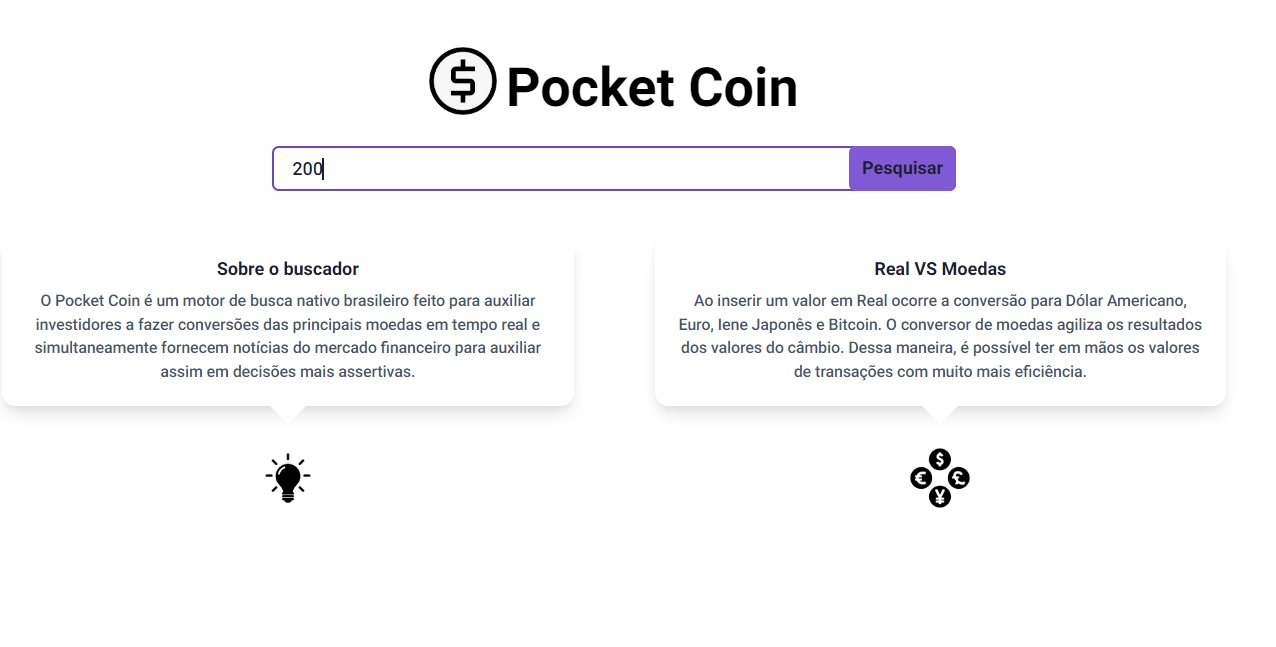 Pocket Coin
200
Pesquisar
Sobre o buscador
O Pocket Coin é um motor de busca nativo brasileiro feito para auxiliar
investidores a fazer conversões das principais moedas em tempo real e
simultaneamente fornecem notícias do mercado financeiro para auxiliar
assim em decisões mais assertivas.
Real VS Moedas
Ao inserir um valor em Real ocorre a conversão para Dólar Americano,
Euro, Iene Japonês e Bitcoin. O conversor de moedas agiliza os resultados
dos valores do câmbio. Dessa maneira, é possível ter em mãos os valores
de transações com muito mais eficiência.